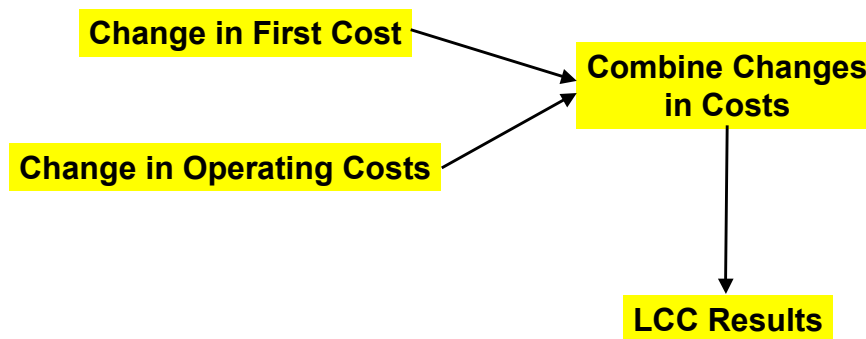 Change in First Cost
Combine Changes
in Costs
Change in Operating Costs
LCC Results